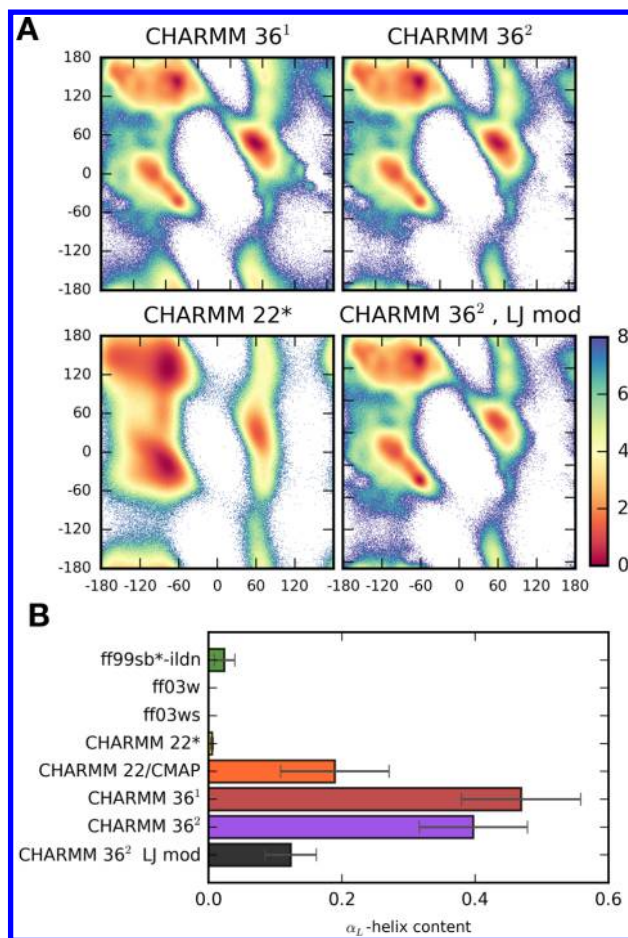 A
CHARMM 36¹ CHARMM 36²
180
120
60
0
-60
-120
-180
CHARMM 22* CHARMM 36² , LJ mod
180
120
60
0
-60
-120
-180
-180 -120 -60 0 60 120 180
-180 -120 -60 0 60 120 180
8
6
4
2
0
B
ff99sb*-ildn
ff03w
ff03ws
CHARMM 22*
CHARMM 22/CMAP
CHARMM 36¹
CHARMM 36²
CHARMM 36² LJ mod
0.0 0.2 0.4 0.6
α_L-helix content